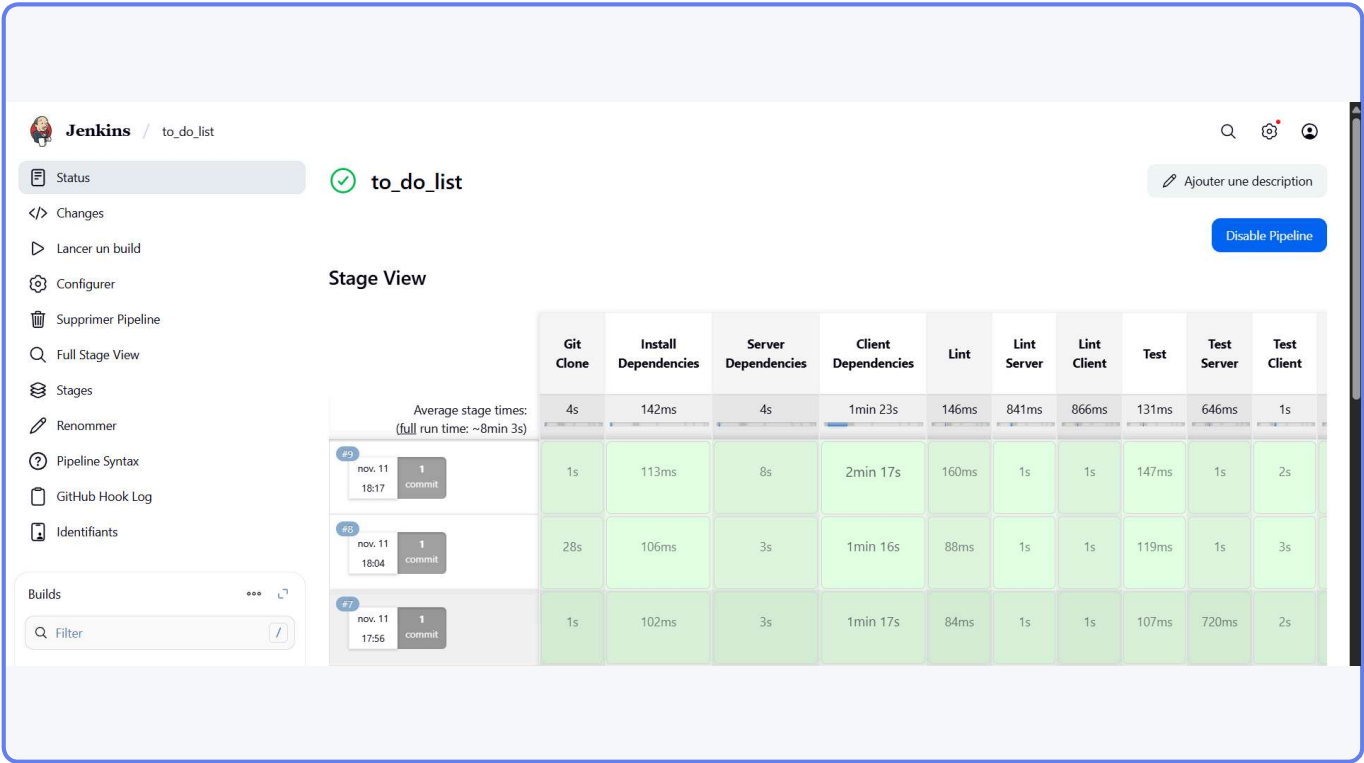 Jenkins / to_do_list
Status
Changes
Lancer un build
Configurer
Supprimer Pipeline
Full Stage View
Stages
Renommer
Pipeline Syntax
GitHub Hook Log
Identifiants
Builds
Filter /
to_do_list
Ajouter une description
Disable Pipeline
Stage View
Git Clone
Install Dependencies
Server Dependencies
Client Dependencies
Lint
Lint Server
Lint Client
Test
Test Server
Test Client
Average stage times: 4s 142ms 4s 1min 23s 146ms 841ms 866ms 131ms 646ms 1s
(full run time: ~8min 3s)
#9
nov. 11 18:17
1 commit
1s 113ms 8s 2min 17s 160ms 1s 1s 147ms 1s 2s
#8
nov. 11 18:04
1 commit
28s 106ms 3s 1min 16s 88ms 1s 1s 119ms 1s 3s
#7
nov. 11 17:56
1 commit
1s 102ms 3s 1min 17s 84ms 1s 1s 107ms 720ms 2s